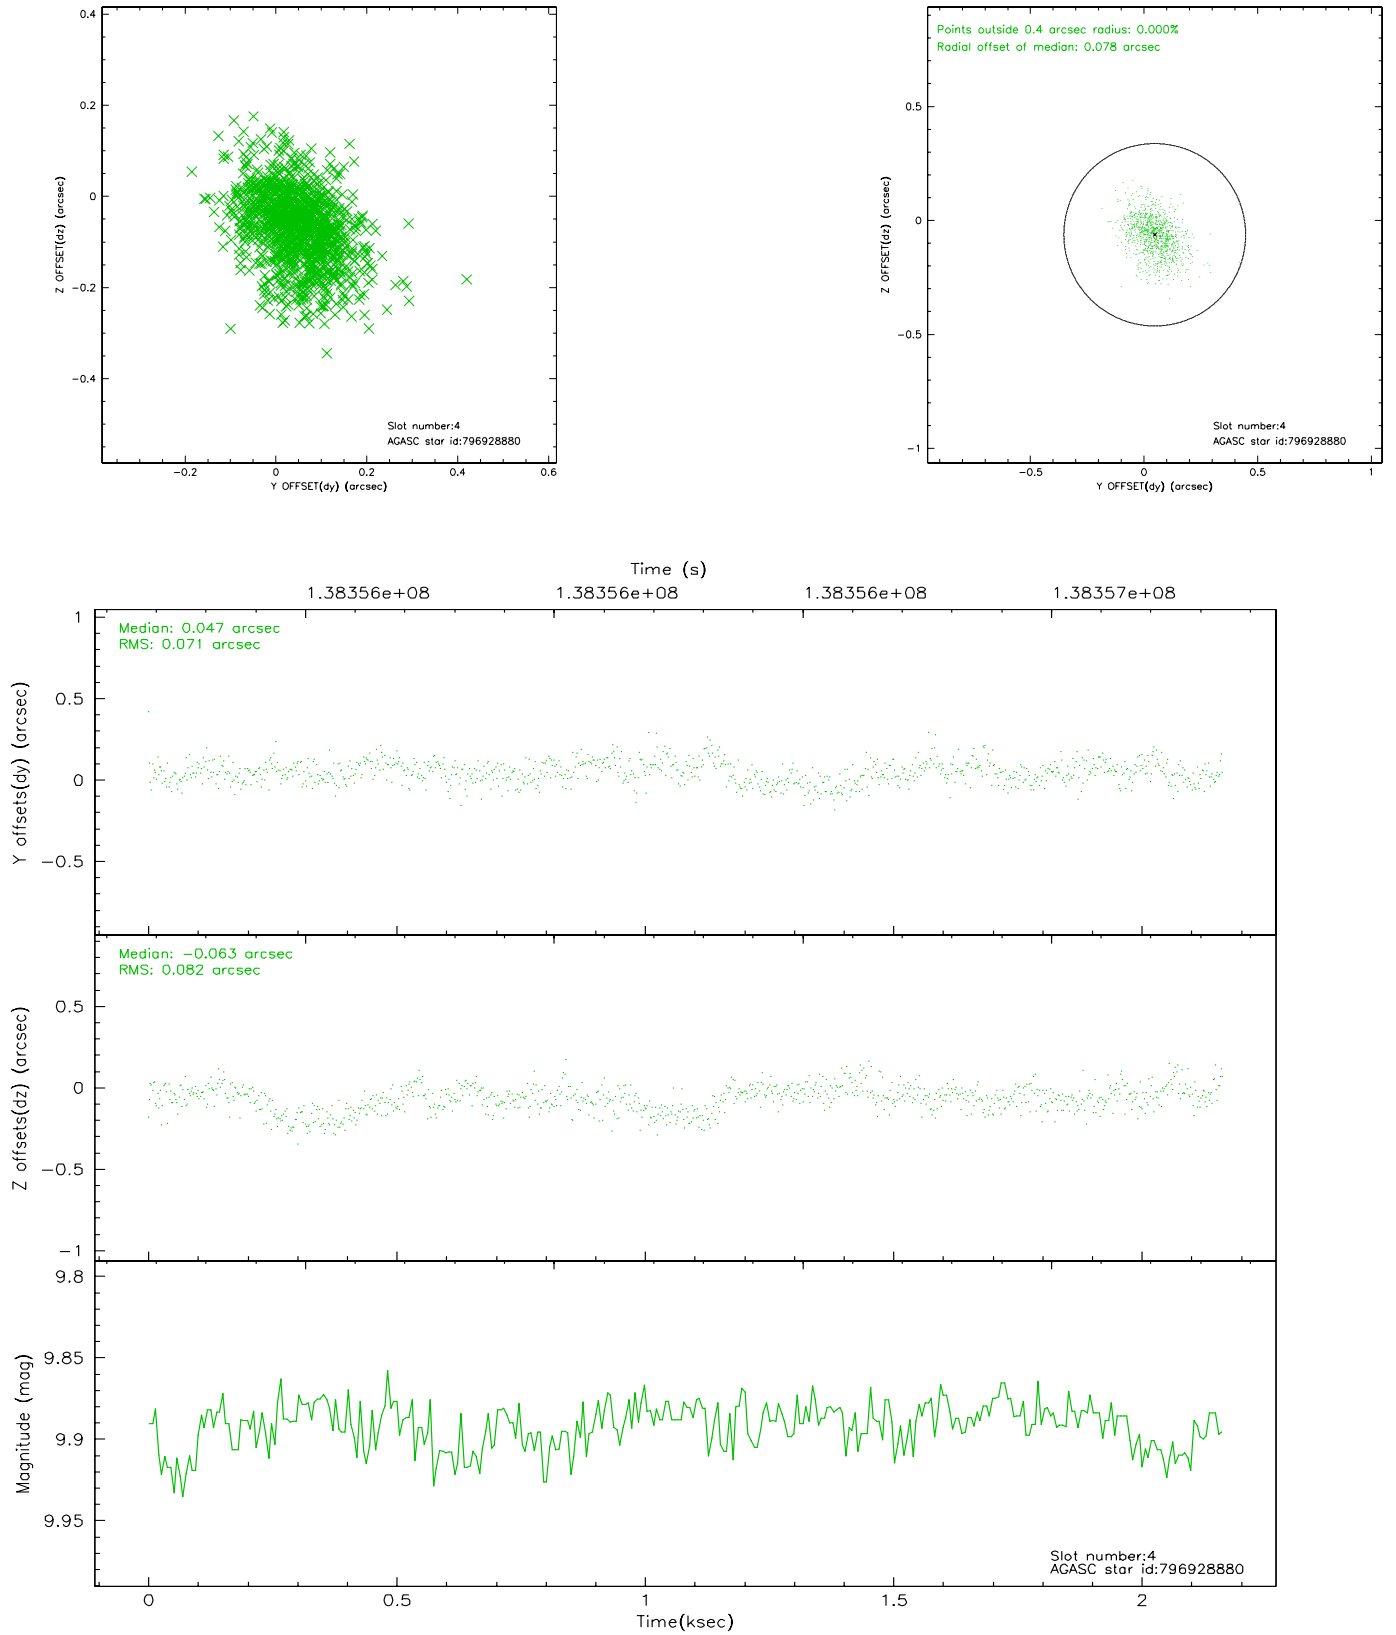 0.4
0.2
0
−0.2
−0.4
Z OFFSET(dz) (arcsec)
Slot number:4
AGASC star id:796928880
−0.2 0 0.2 0.4 0.6
Y OFFSET(dy) (arcsec)
Points outside 0.4 arcsec radius: 0.000%
Radial offset of median: 0.078 arcsec
0.5
0
−0.5
−1
Z OFFSET(dz) (arcsec)
Slot number:4
AGASC star id:796928880
−0.5 0 0.5 1
Y OFFSET(dy) (arcsec)
Time (s)
1.38356e+08 1.38356e+08 1.38356e+08 1.38357e+08
Median: 0.047 arcsec
RMS: 0.071 arcsec
1
0.5
0
−0.5
Y offsets(dy) (arcsec)
Median: −0.063 arcsec
RMS: 0.082 arcsec
0.5
0
−0.5
−1
Z offsets(dz) (arcsec)
9.8
9.85
9.9
9.95
Magnitude (mag)
Slot number:4
AGASC star id:796928880
0 0.5 1 1.5 2
Time(ksec)